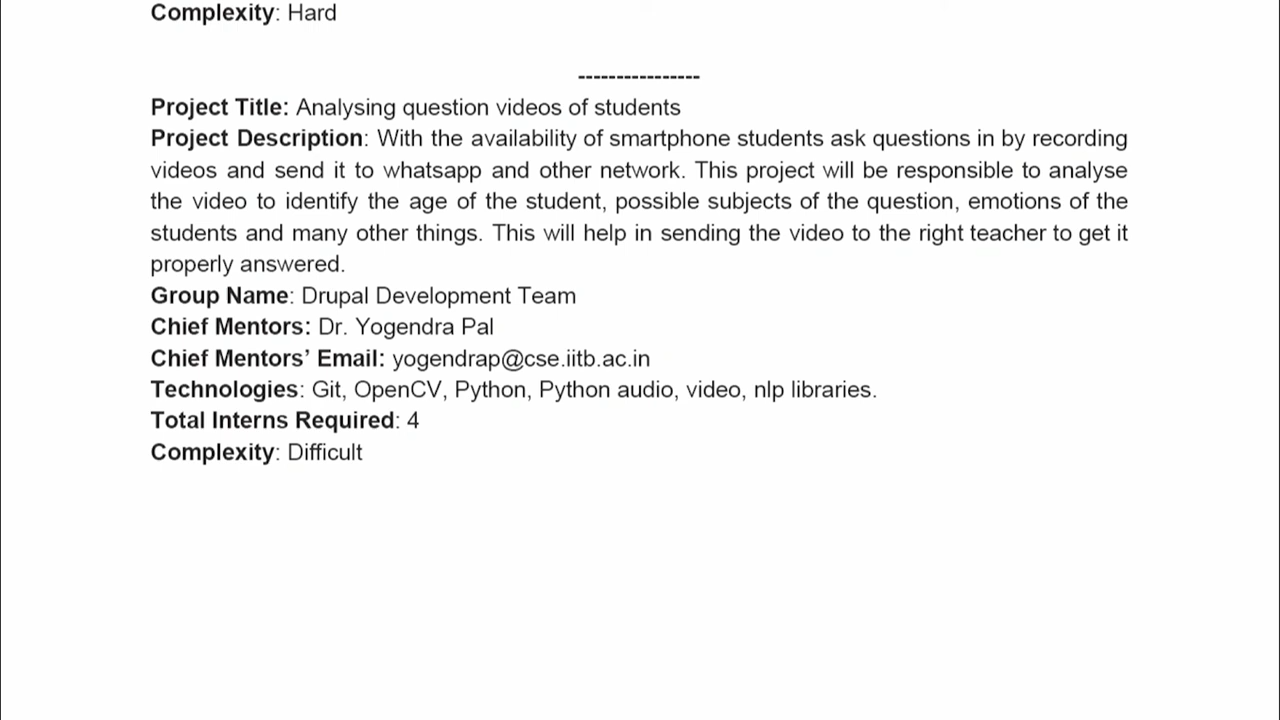 Complexity: Hard
----------------
Project Title: Analysing question videos of students
Project Description: With the availability of smartphone students ask questions in by recording
videos and send it to whatsapp and other network. This project will be responsible to analyse
the video to identify the age of the student, possible subjects of the question, emotions of the
students and many other things. This will help in sending the video to the right teacher to get it
properly answered.
Group Name: Drupal Development Team
Chief Mentors: Dr. Yogendra Pal
Chief Mentors’ Email: yogendrap@cse.iitb.ac.in
Technologies: Git, OpenCV, Python, Python audio, video, nlp libraries.
Total Interns Required: 4
Complexity: Difficult